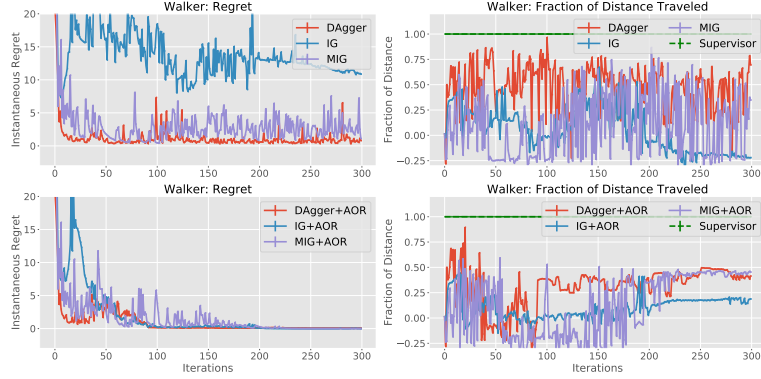 Walker: Regret
20
15
10
5
0
0 50 100 150 200 250 300
Instantaneous Regret
DAgger
IG
MIG
Walker: Fraction of Distance Traveled
1.00
0.75
0.50
0.25
0.00
−0.25
0 50 100 150 200 250 300
Fraction of Distance
DAgger
IG
MIG
Supervisor
Walker: Regret
20
15
10
5
0
0 50 100 150 200 250 300
Instantaneous Regret
Iterations
DAgger+AOR
IG+AOR
MIG+AOR
Walker: Fraction of Distance Traveled
1.00
0.75
0.50
0.25
0.00
−0.25
0 50 100 150 200 250 300
Fraction of Distance
Iterations
DAgger+AOR
IG+AOR
MIG+AOR
Supervisor